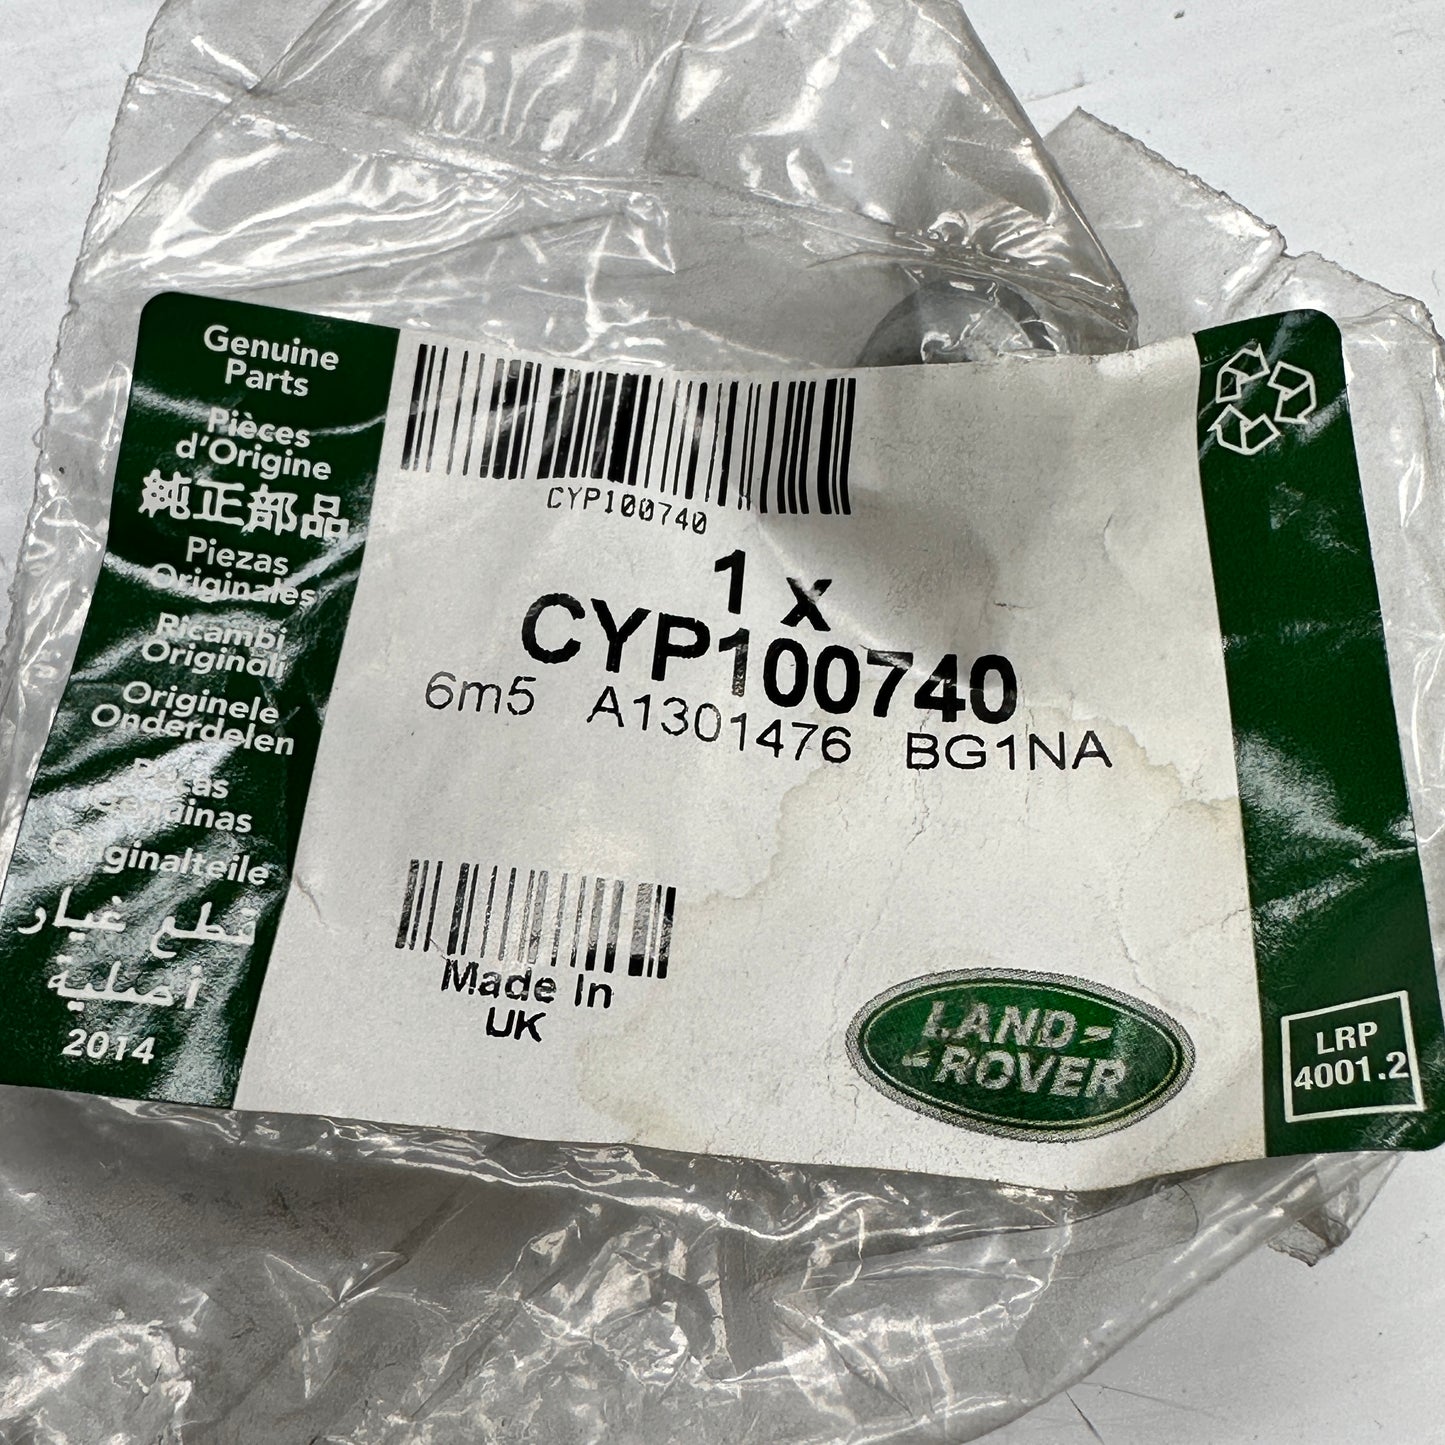 Genuine
Parts
Pièces
d'Origine
純正部品
Piezas
Originales
Ricambi
Originali
Originele
Onderdelen
Originalteile
قطع غيار
أصلية
2014
CYP100740
1 x
CYP100740
6m5 A1301476 BG1NA
Made In
UK
LAND-
-ROVER
LRP
4001.2